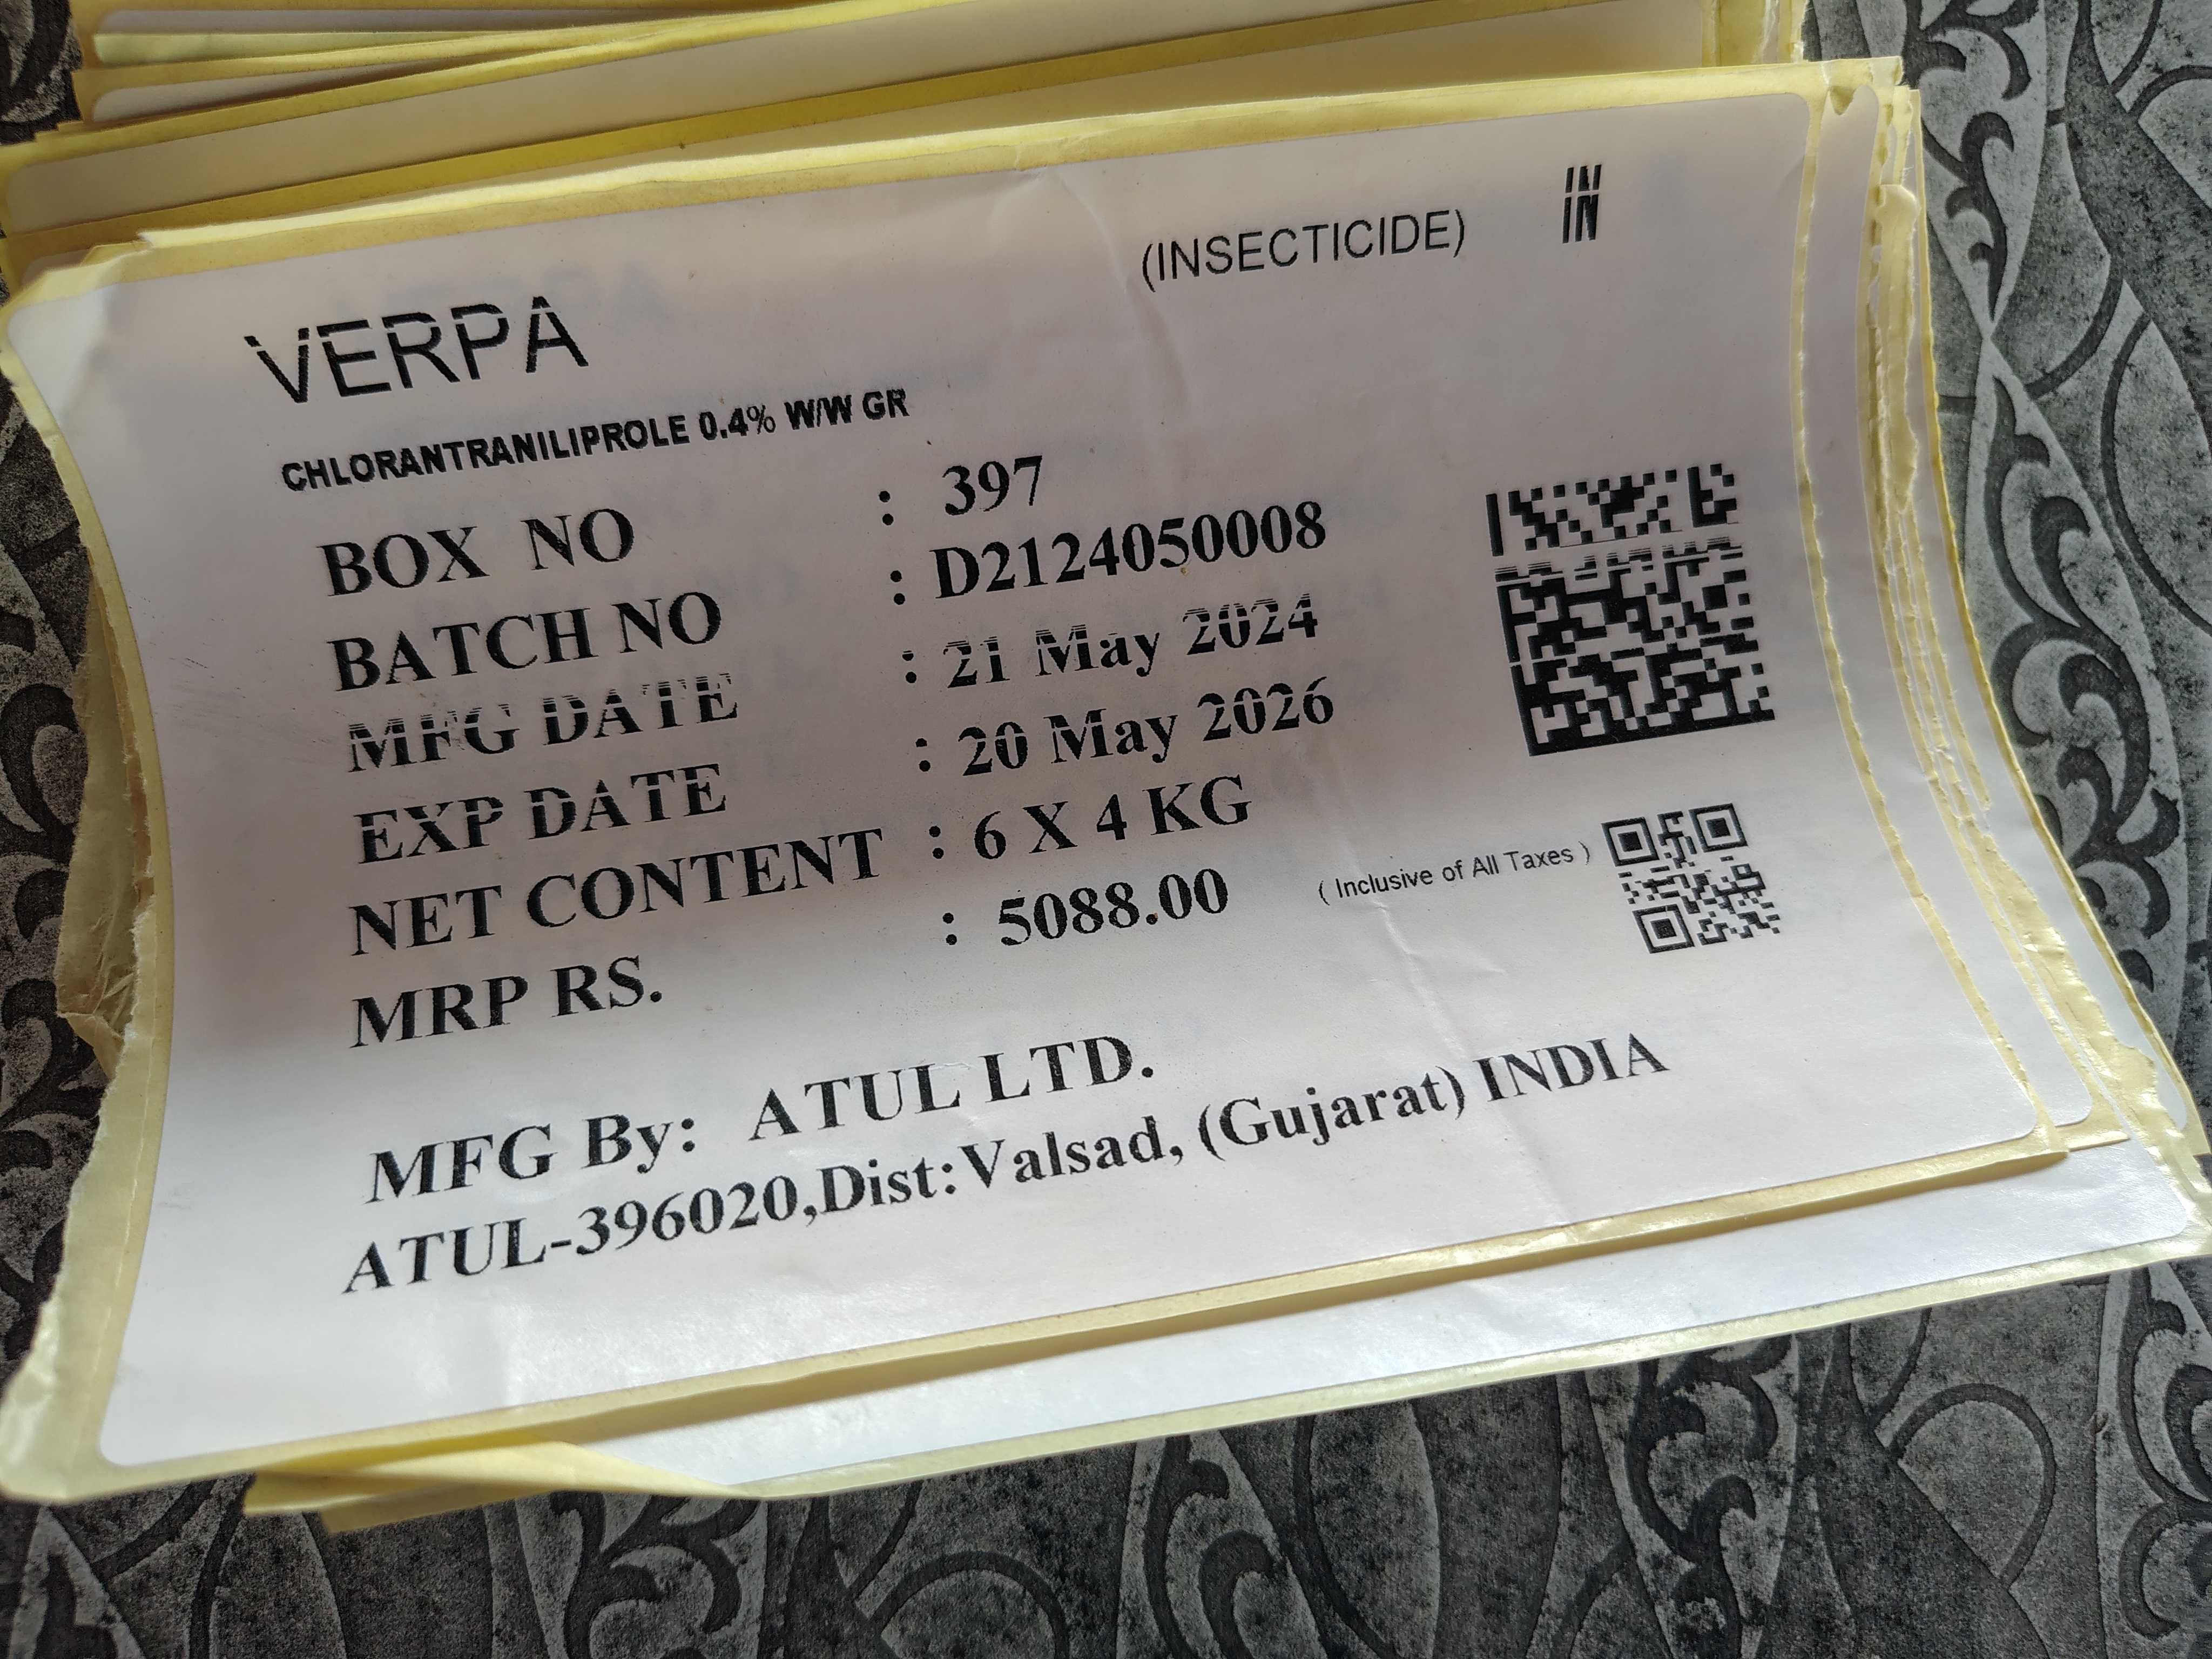 (INSECTICIDE) IN
VERPA
CHLORANTRANILIPROLE 0.4% W/W GR
BOX NO : 397
BATCH NO : D2124050008
MFG DATE : 21 May 2024
EXP DATE : 20 May 2026
NET CONTENT : 6 X 4 KG
MRP RS. : 5088.00 ( Inclusive of All Taxes )
MFG By: ATUL LTD.
ATUL-396020,Dist:Valsad, (Gujarat) INDIA